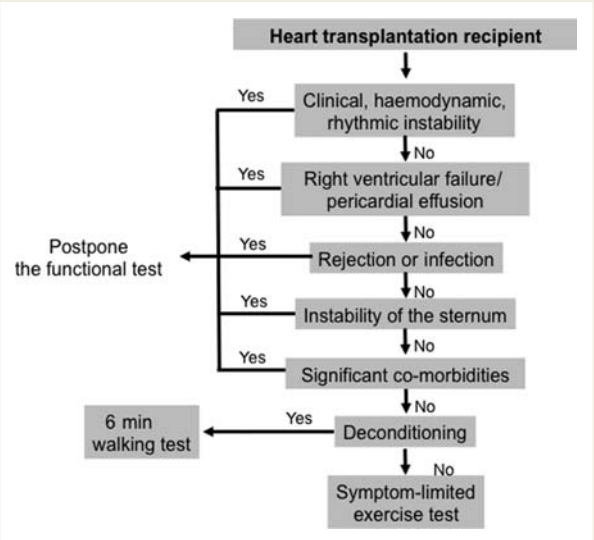 Heart transplantation recipient
Yes
Clinical, haemodynamic,
rhythmic instability
No
Yes
Right ventricular failure/
pericardial effusion
No
Postpone
the functional test
Yes
Rejection or infection
No
Yes
Instability of the sternum
No
Yes
Significant co-morbidities
No
6 min
walking test
Yes
Deconditioning
No
Symptom-limited
exercise test